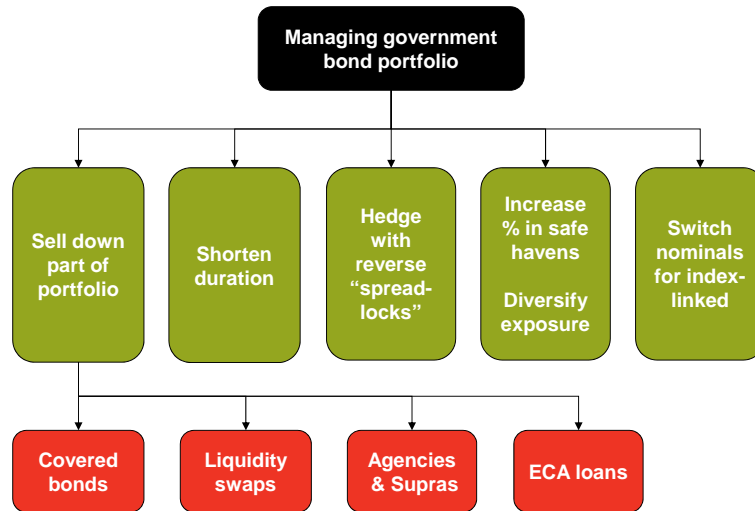 Managing government
bond portfolio
Sell down
part of
portfolio
Shorten
duration
Hedge
with
reverse
“spread-
locks”
Increase
% in safe
havens
Diversify
exposure
Switch
nominals
for index-
linked
Covered
bonds
Liquidity
swaps
Agencies
& Supras
ECA loans